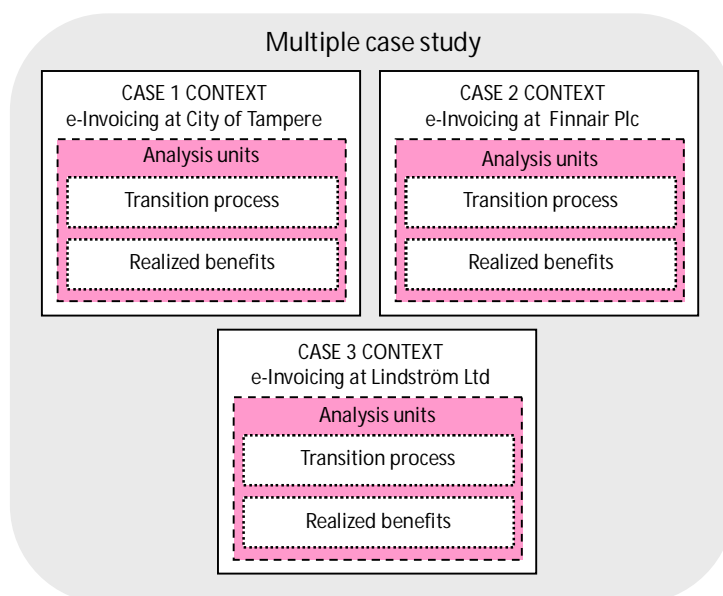 Multiple case study
CASE 1 CONTEXT
e-Invoicing at City of Tampere
Analysis units
Transition process
Realized benefits
CASE 2 CONTEXT
e-Invoicing at Finnair Plc
Analysis units
Transition process
Realized benefits
CASE 3 CONTEXT
e-Invoicing at Lindström Ltd
Analysis units
Transition process
Realized benefits